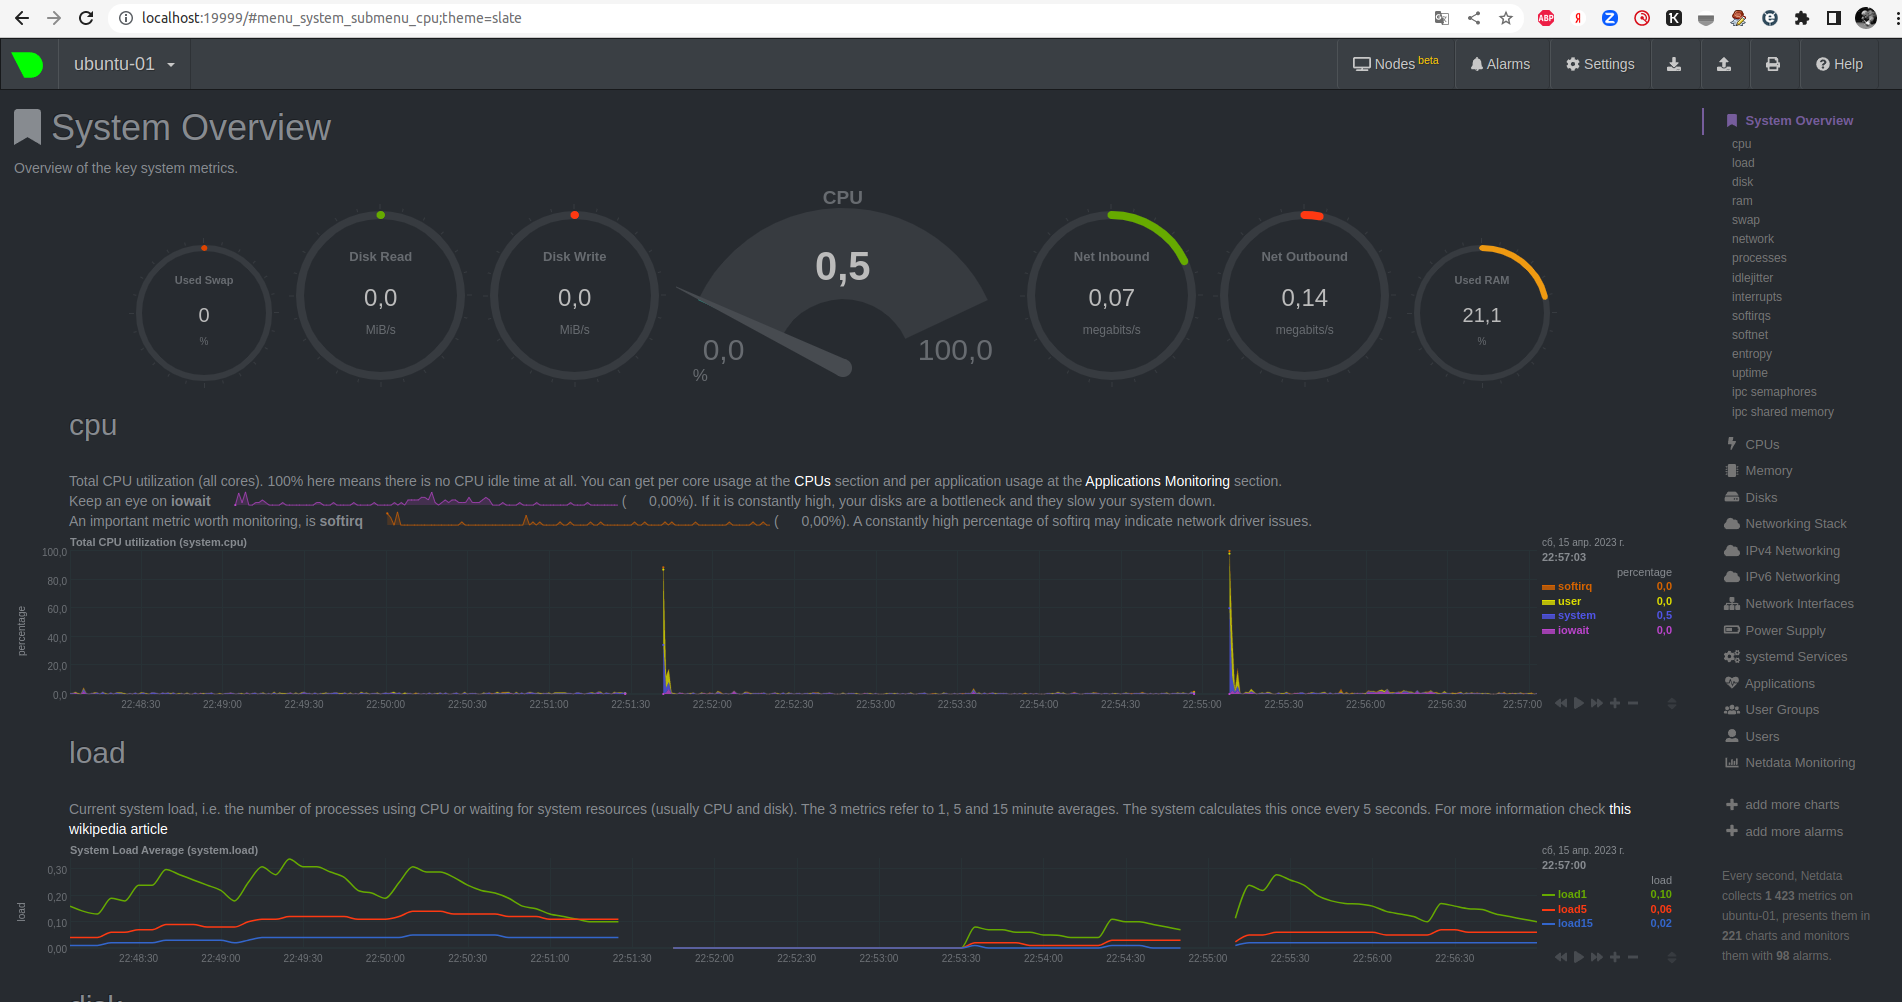 localhost:19999/#menu_system_submenu_cpu;theme=slate
ABP
Я
Z
K
ubuntu-01
Nodes beta
Alarms
Settings
Help
System Overview
Overview of the key system metrics.
Used Swap
0
%
Disk Read
0,0
MiB/s
Disk Write
0,0
MiB/s
CPU
0,5
0,0
100,0
%
Net Inbound
0,07
megabits/s
Net Outbound
0,14
megabits/s
Used RAM
21,1
%
cpu
Total CPU utilization (all cores). 100% here means there is no CPU idle time at all. You can get per core usage at the CPUs section and per application usage at the Applications Monitoring section.
Keep an eye on iowait ( 0,00%). If it is constantly high, your disks are a bottleneck and they slow your system down.
An important metric worth monitoring, is softirq ( 0,00%). A constantly high percentage of softirq may indicate network driver issues.
Total CPU utilization (system.cpu)
percentage
100,0
80,0
60,0
40,0
20,0
0,0
22:48:30 22:49:00 22:49:30 22:50:00 22:50:30 22:51:00 22:51:30 22:52:00 22:52:30 22:53:00 22:53:30 22:54:00 22:54:30 22:55:00 22:55:30 22:56:00 22:56:30 22:57:00
сб, 15 апр. 2023 г.
22:57:03
percentage
softirq 0,0
user 0,0
system 0,5
iowait 0,0
load
Current system load, i.e. the number of processes using CPU or waiting for system resources (usually CPU and disk). The 3 metrics refer to 1, 5 and 15 minute averages. The system calculates this once every 5 seconds. For more information check this
wikipedia article
System Load Average (system.load)
load
0,30
0,20
0,10
0,00
22:48:30 22:49:00 22:49:30 22:50:00 22:50:30 22:51:00 22:51:30 22:52:00 22:52:30 22:53:00 22:53:30 22:54:00 22:54:30 22:55:00 22:55:30 22:56:00 22:56:30
сб, 15 апр. 2023 г.
22:57:00
load
load1 0,10
load5 0,06
load15 0,02
disk
System Overview
cpu
load
disk
ram
swap
network
processes
idlejitter
interrupts
softirqs
softnet
entropy
uptime
ipc semaphores
ipc shared memory
CPUs
Memory
Disks
Networking Stack
IPv4 Networking
IPv6 Networking
Network Interfaces
Power Supply
systemd Services
Applications
User Groups
Users
Netdata Monitoring
add more charts
add more alarms
Every second, Netdata
collects 1 423 metrics on
ubuntu-01, presents them in
221 charts and monitors
them with 98 alarms.